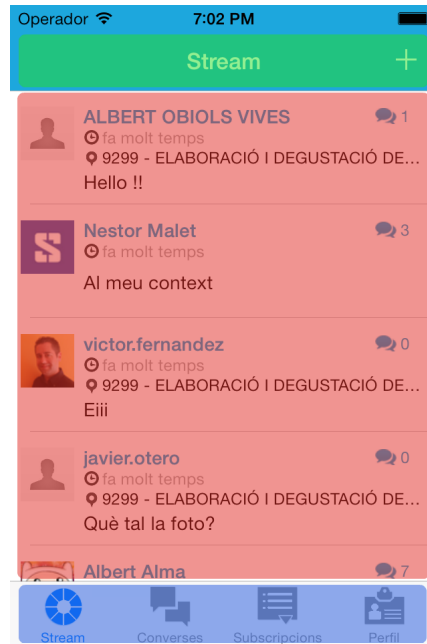 Operador 7:02 PM
Stream +
ALBERT OBIOLS VIVES 1
fa molt temps
9299 - ELABORACIÓ I DEGUSTACIÓ DE...
Hello !!
Nestor Malet 3
fa molt temps
Al meu context
victor.fernandez 0
fa molt temps
9299 - ELABORACIÓ I DEGUSTACIÓ DE...
Eiii
javier.otero 0
fa molt temps
9299 - ELABORACIÓ I DEGUSTACIÓ DE...
Què tal la foto?
Albert Alma 7
Stream Converses Subscripcions Perfil